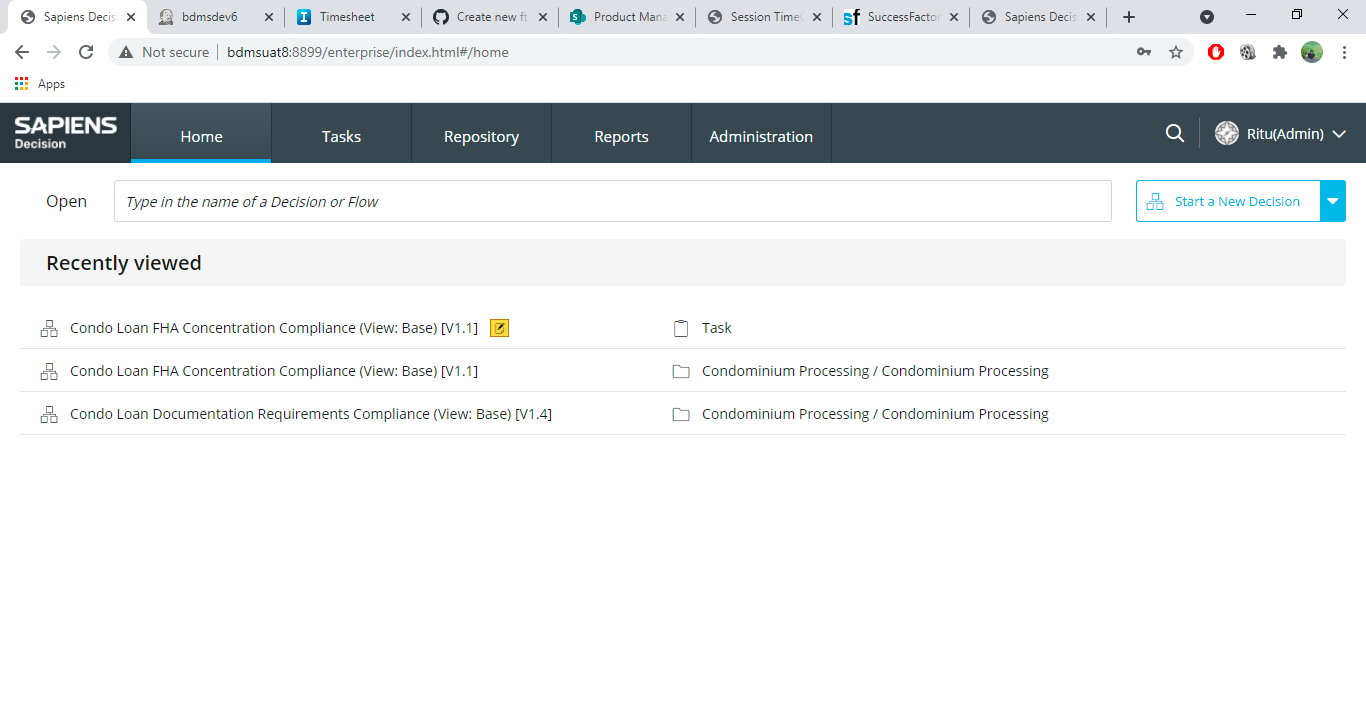 Sapiens Decis
bdmsdev6
Timesheet
Create new ft
Product Mana
Session Time
SuccessFactor
Sapiens Decis
Not secure
bdmsuat8:8899/enterprise/index.html#/home
Apps
SAPIENS
Decision
Home
Tasks
Repository
Reports
Administration
Ritu(Admin)
Open
Type in the name of a Decision or Flow
Start a New Decision
Recently viewed
Condo Loan FHA Concentration Compliance (View: Base) [V1.1]
Task
Condo Loan FHA Concentration Compliance (View: Base) [V1.1]
Condominium Processing / Condominium Processing
Condo Loan Documentation Requirements Compliance (View: Base) [V1.4]
Condominium Processing / Condominium Processing